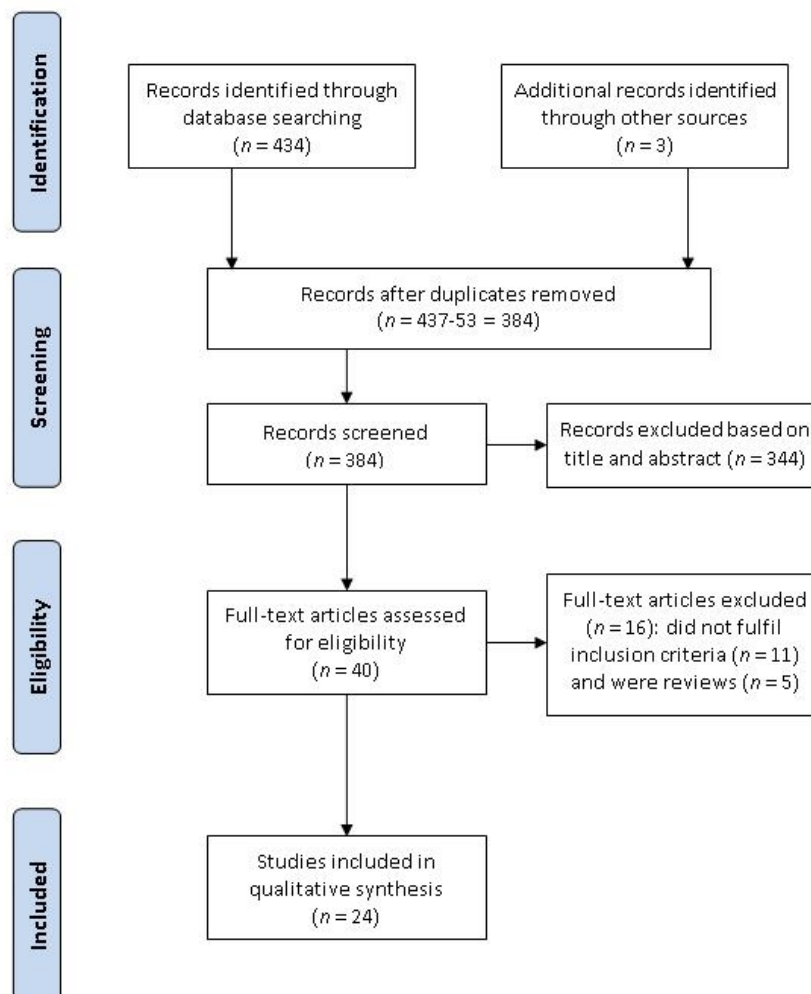 Identification
Records identified through
database searching
(n = 434)
Additional records identified
through other sources
(n = 3)
Screening
Records after duplicates removed
(n = 437-53 = 384)
Records screened
(n = 384)
Records excluded based on
title and abstract (n = 344)
Eligibility
Full-text articles assessed
for eligibility
(n = 40)
Full-text articles excluded
(n = 16): did not fulfil
inclusion criteria (n = 11)
and were reviews (n = 5)
Included
Studies included in
qualitative synthesis
(n = 24)